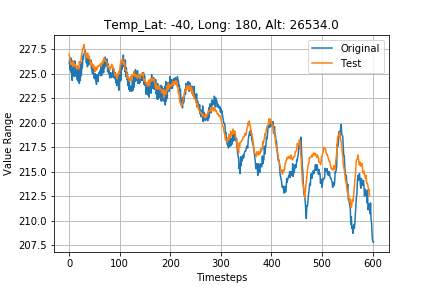 Temp_Lat: -40, Long: 180, Alt: 26534.0
Original
Test
227.5
225.0
222.5
220.0
217.5
215.0
212.5
210.0
207.5
Value Range
0 100 200 300 400 500 600
Timesteps